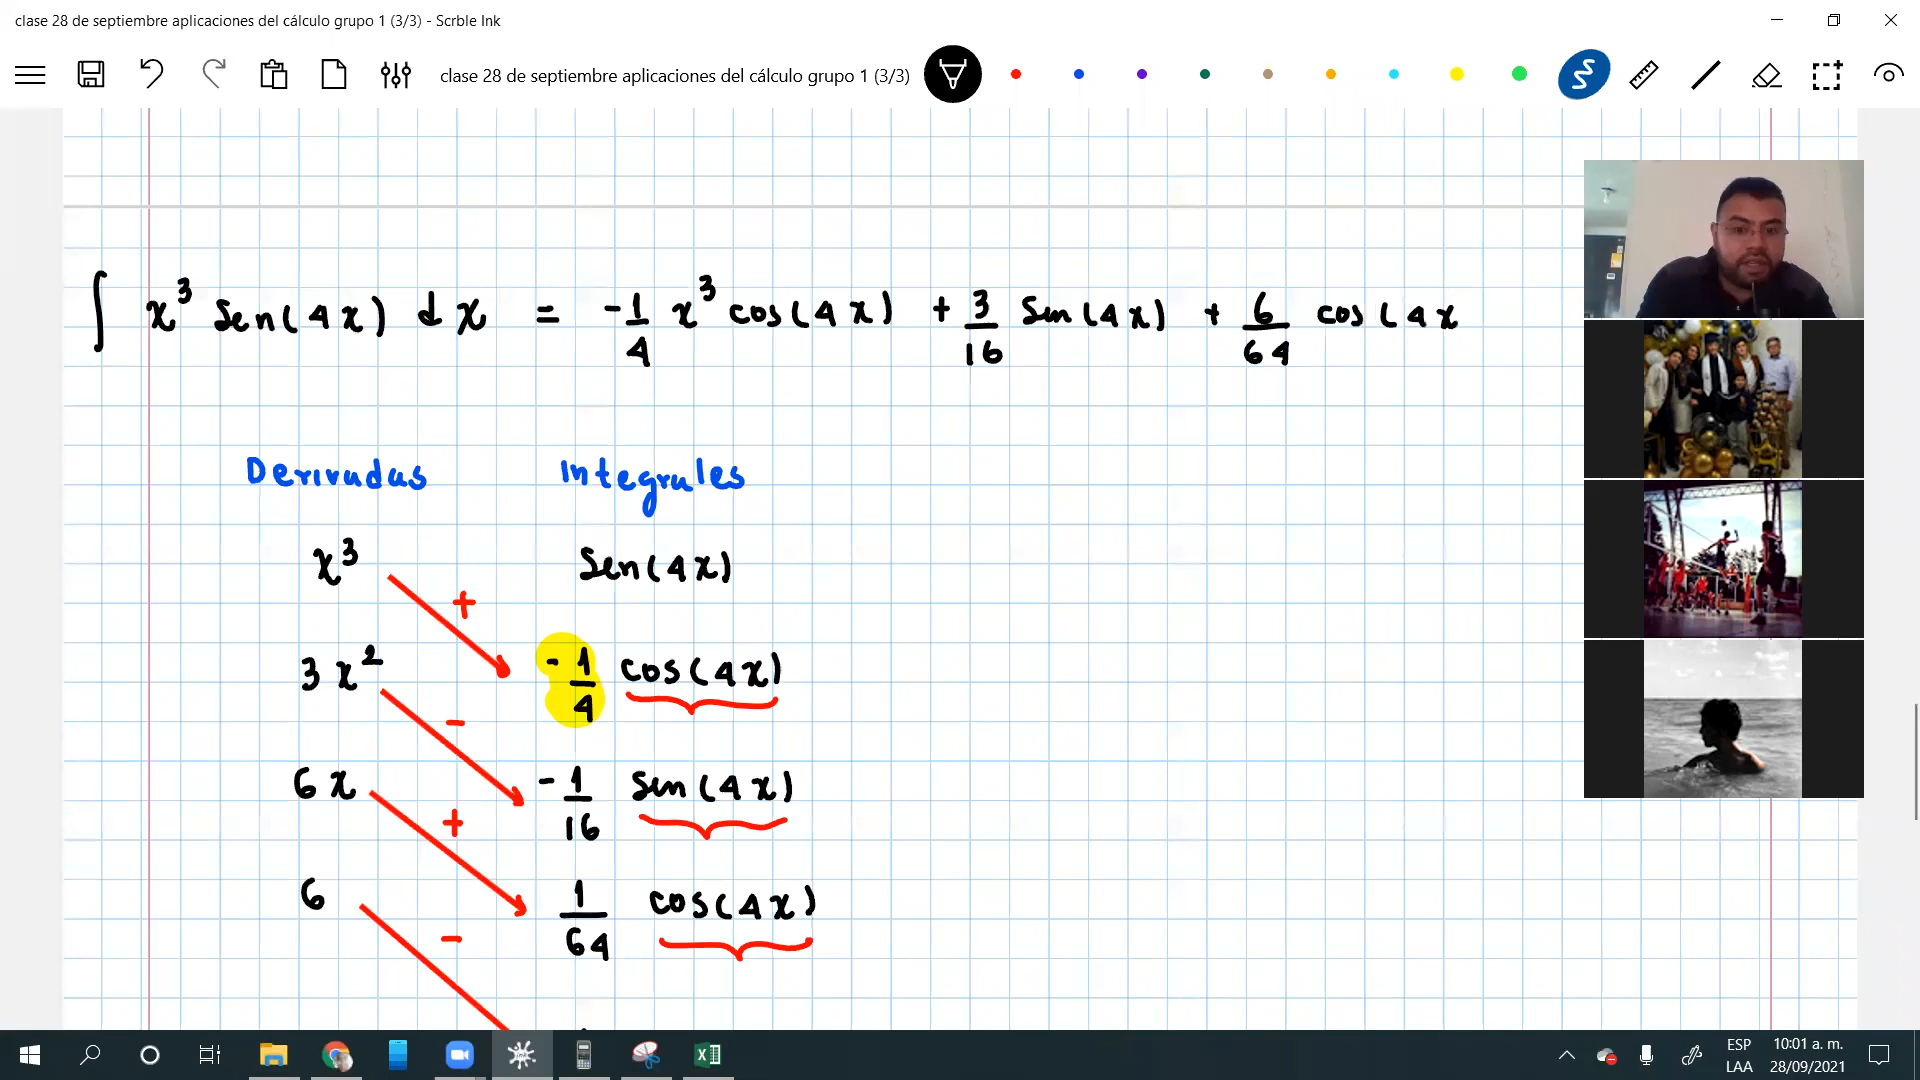 clase 28 de septiembre aplicaciones del cálculo grupo 1 (3/3) - Scrble Ink
clase 28 de septiembre aplicaciones del cálculo grupo 1 (3/3)
∫ x³ Sen(4x) dx = -1/4 x³ cos(4x) + 3/16 Sen(4x) + 6/64 cos(4x
Derivadas Integrales
x³ Sen(4x)
+
3x² -1/4 cos(4x)
-
6x -1/16 Sen(4x)
+
6 1/64 cos(4x)
-
ESP
LAA
10:01 a. m.
28/09/2021